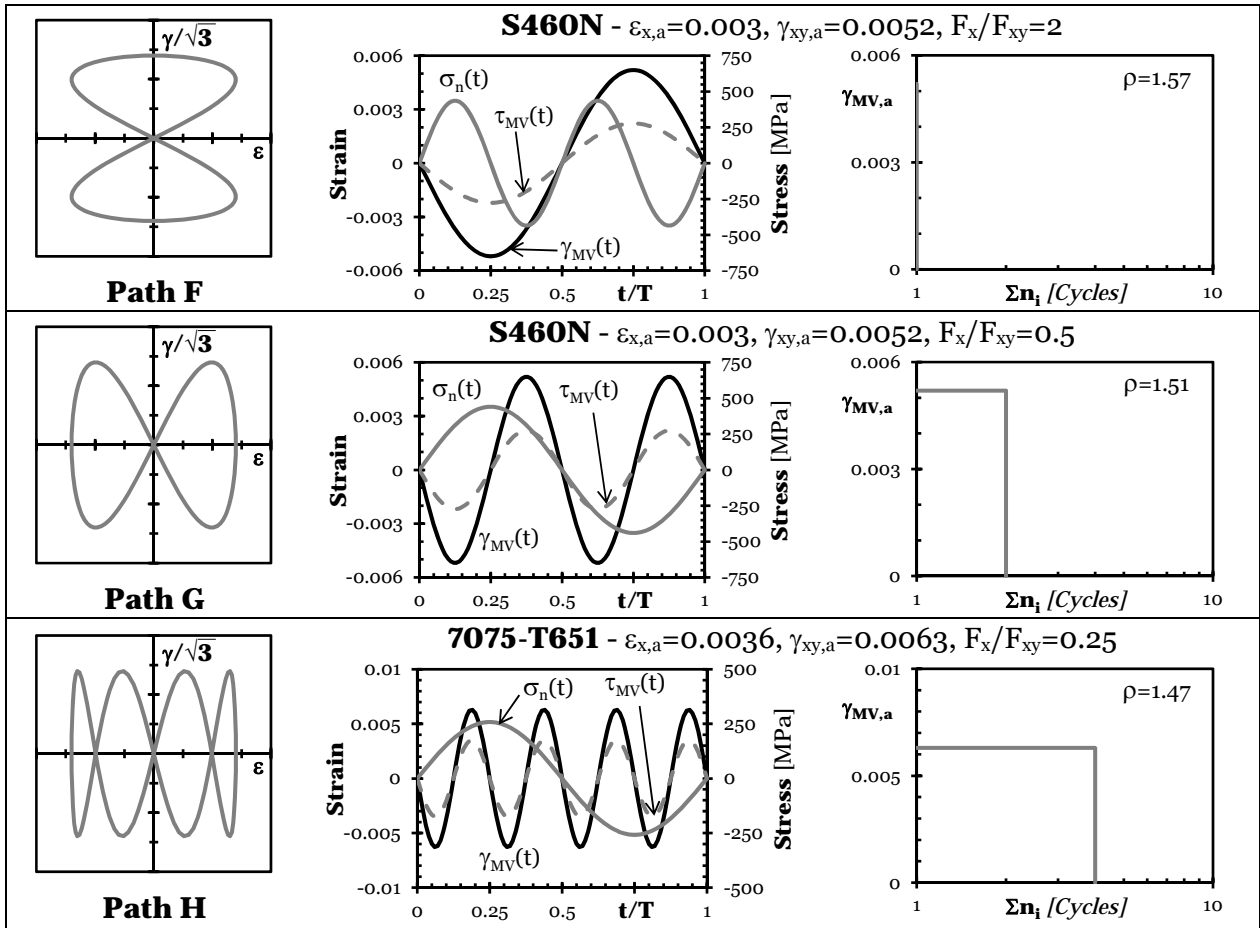 S460N - εx,a=0.003, γxy,a=0.0052, Fx/Fxy=2
γ/√3
ε
Path F
0.006
0.003
0
-0.003
-0.006
Strain
σn(t)
τMV(t)
γMV(t)
750
500
250
0
-250
-500
-750
Stress [MPa]
0 0.25 0.5 t/T 1
0.006
γMV,a
0.003
0
ρ=1.57
1 Σni [Cycles] 10
S460N - εx,a=0.003, γxy,a=0.0052, Fx/Fxy=0.5
γ/√3
ε
Path G
0.006
0.003
0
-0.003
-0.006
Strain
σn(t)
τMV(t)
γMV(t)
750
500
250
0
-250
-500
-750
Stress [MPa]
0 0.25 0.5 t/T 1
0.006
γMV,a
0.003
0
ρ=1.51
1 Σni [Cycles] 10
7075-T651 - εx,a=0.0036, γxy,a=0.0063, Fx/Fxy=0.25
γ/√3
ε
Path H
0.01
0.005
0
-0.005
-0.01
Strain
σn(t)
τMV(t)
γMV(t)
500
250
0
-250
-500
Stress [MPa]
0 0.25 0.5 t/T 1
0.01
γMV,a
0.005
0
ρ=1.47
1 Σni [Cycles] 10